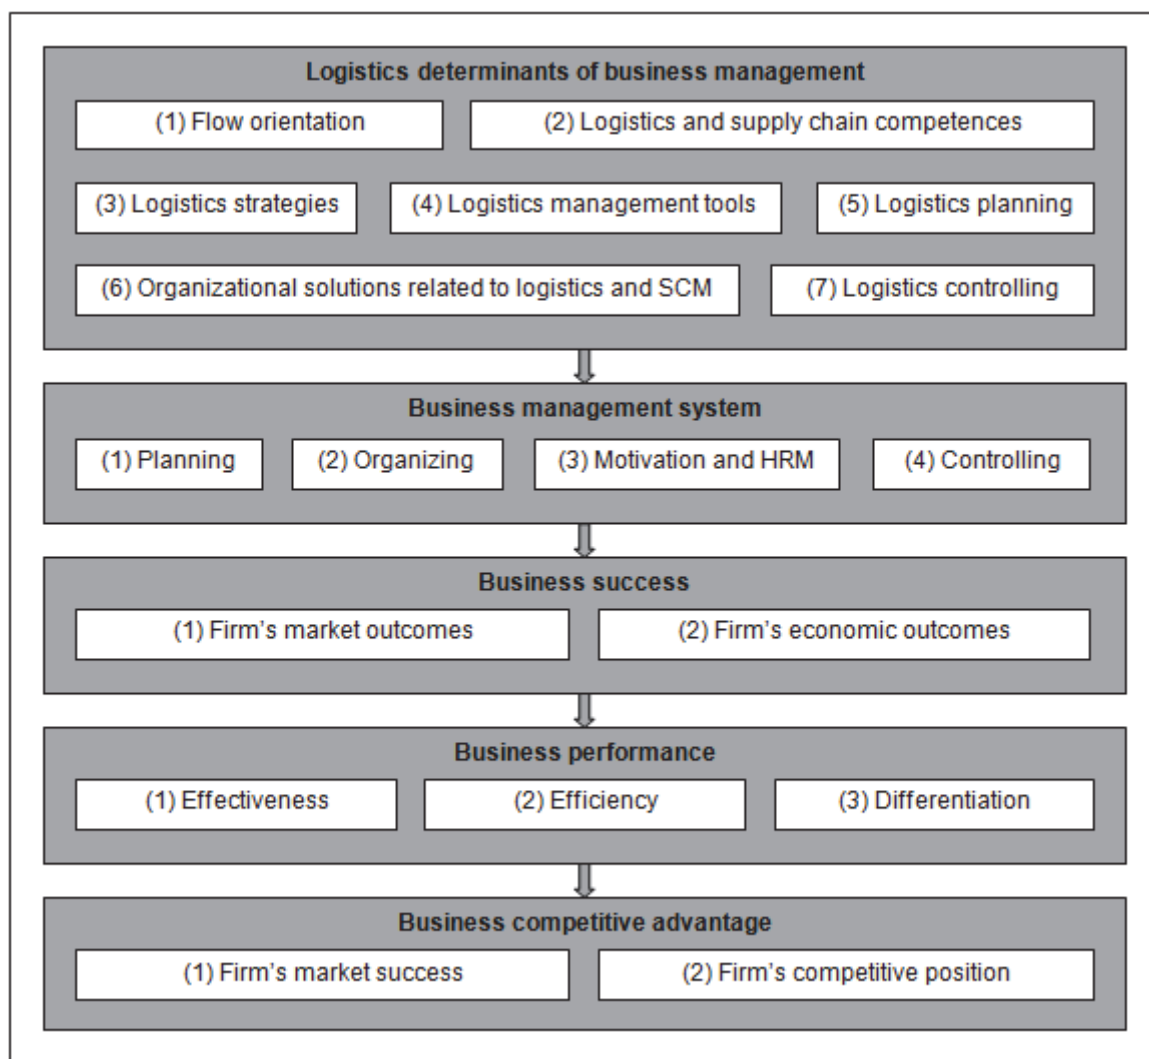 Logistics determinants of business management
(1) Flow orientation
(2) Logistics and supply chain competences
(3) Logistics strategies
(4) Logistics management tools
(5) Logistics planning
(6) Organizational solutions related to logistics and SCM
(7) Logistics controlling
Business management system
(1) Planning
(2) Organizing
(3) Motivation and HRM
(4) Controlling
Business success
(1) Firm's market outcomes
(2) Firm's economic outcomes
Business performance
(1) Effectiveness
(2) Efficiency
(3) Differentiation
Business competitive advantage
(1) Firm's market success
(2) Firm's competitive position